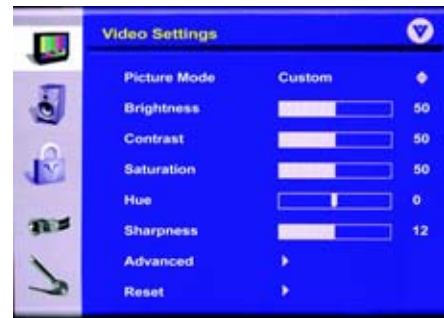 Video Settings
Picture Mode Custom
Brightness 50
Contrast 50
Saturation 50
Hue 0
Sharpness 12
Advanced
Reset